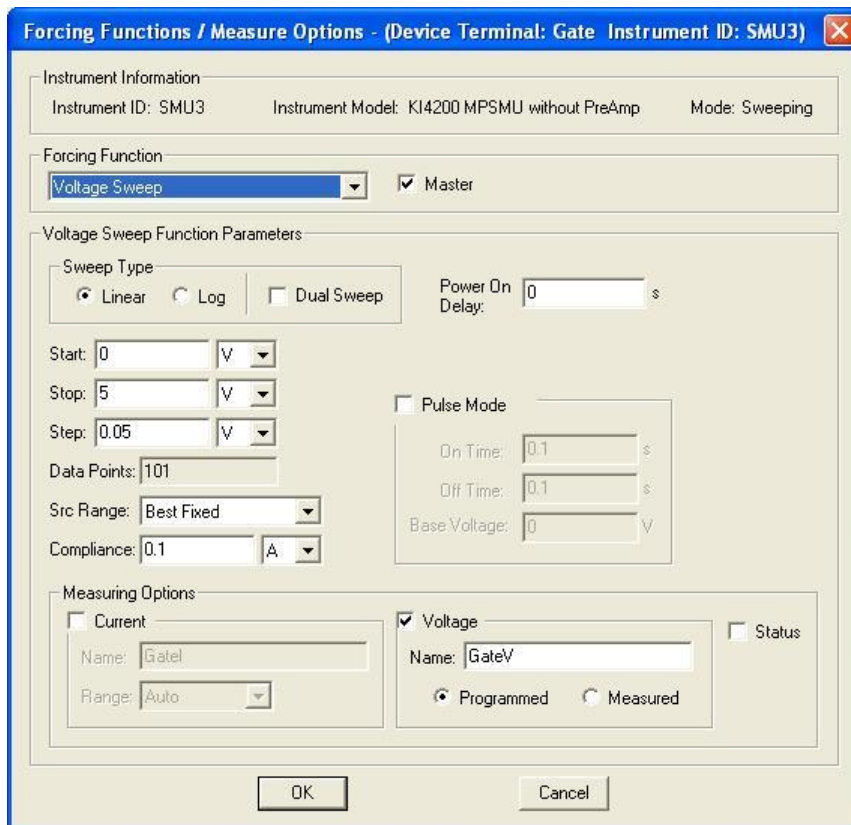 Forcing Functions / Measure Options - (Device Terminal: Gate Instrument ID: SMU3)
Instrument Information
Instrument ID: SMU3 Instrument Model: KI4200 MPSMU without PreAmp Mode: Sweeping
Forcing Function
Voltage Sweep Master
Voltage Sweep Function Parameters
Sweep Type
Linear Log Dual Sweep
Power On Delay: 0 s
Start: 0 V
Stop: 5 V
Step: 0.05 V
Data Points: 101
Src Range: Best Fixed
Compliance: 0.1 A
Pulse Mode
On Time: 0.1 s
Off Time: 0.1 s
Base Voltage: 0 V
Measuring Options
Current
Name: GateI
Range: Auto
Voltage
Name: GateV
Programmed Measured
Status
OK Cancel